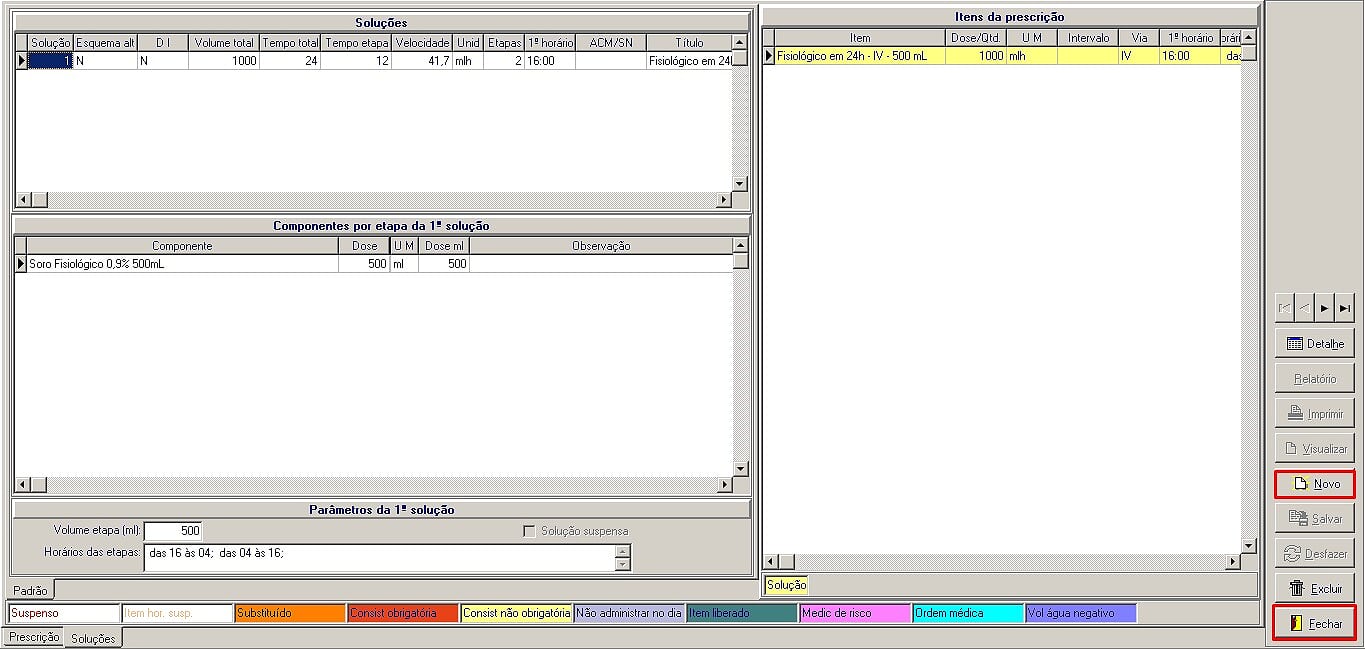 Soluções
Solução Esquema alt D I Volume total Tempo total Tempo etapa Velocidade Unid Etapas 1º horário ACM/SN Título
1 N N 1000 24 12 41,7 mlh 2 16:00 Fisiológico em 24
Componentes por etapa da 1ª solução
Componente Dose U M Dose ml Observação
Soro Fisiológico 0,9% 500mL 500 ml 500
Parâmetros da 1ª solução
Volume etapa (ml): 500 Solução suspensa
Horários das etapas: das 16 às 04; das 04 às 16;
Padrão
Itens da prescrição
Item Dose/Qtd. U M Intervalo Via 1º horário orári
Fisiológico em 24h - IV - 500 mL 1000 mlh IV 16:00 das
Solução
Suspenso Item hor. susp. Substituído Consist obrigatória Consist não obrigatória Não administrar no dia Item liberado Medic de risco Ordem médica Vol água negativo
Prescrição Soluções
Detalhe
Relatório
Imprimir
Visualizar
Novo
Salvar
Desfazer
Excluir
Fechar